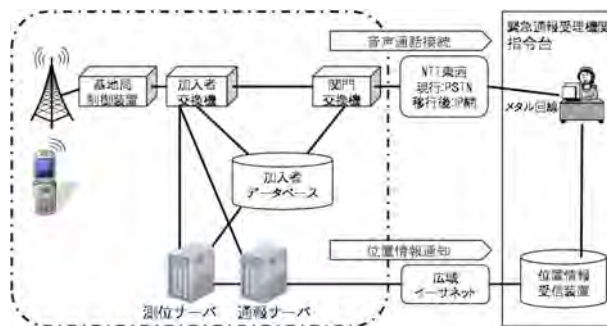 緊急通報受理機関
指令台
音声通話接続
基地局
制御装置
加入者
交換機
関門
交換機
NTT東西
現行:PSTN
移行後:IP網
メタル回線
加入者
データベース
位置情報通知
測位サーバ
通報サーバ
広域
イーサネット
位置情報
受信装置